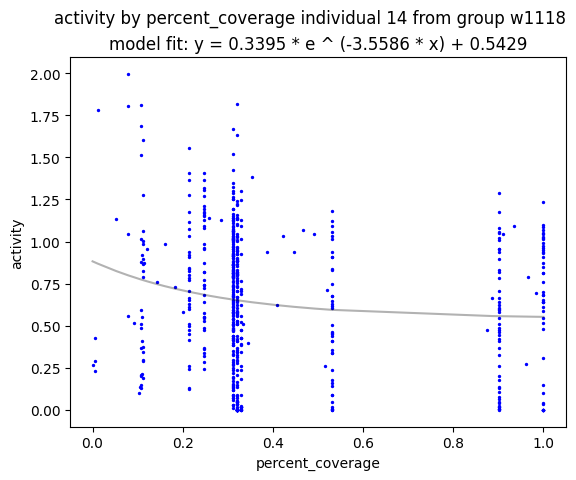 activity by percent_coverage individual 14 from group w1118
model fit: y = 0.3395 * e ^ (-3.5586 * x) + 0.5429
2.00
1.75
1.50
1.25
1.00
0.75
0.50
0.25
0.00
activity
0.0 0.2 0.4 0.6 0.8 1.0
percent_coverage